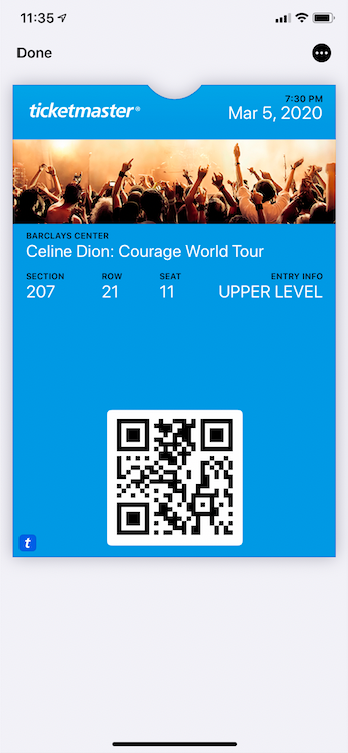 11:35
Done
ticketmaster®
7:30 PM
Mar 5, 2020
BARCLAYS CENTER
Celine Dion: Courage World Tour
SECTION ROW SEAT ENTRY INFO
207 21 11 UPPER LEVEL
t